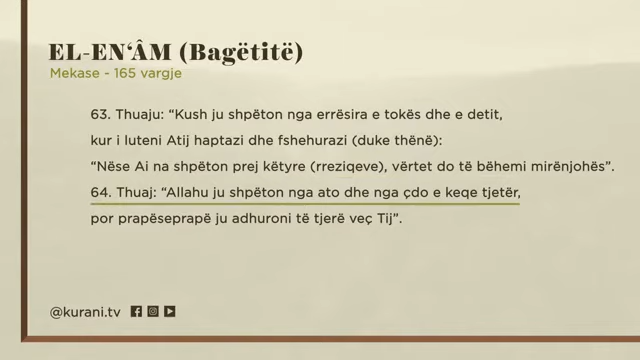 EL-EN‘ÂM (Bagëtitë)
Mekase - 165 vargje
63. Thuaju: “Kush ju shpëton nga errësira e tokës dhe e detit,
kur i luteni Atij haptazi dhe fshehurazi (duke thënë):
“Nëse Ai na shpëton prej këtyre (rreziqeve), vërtet do të bëhemi mirënjohës”.
64. Thuaj: “Allahu ju shpëton nga ato dhe nga çdo e keqe tjetër,
por prapëseprapë ju adhuroni të tjerë veç Tij”.
@kurani.tv